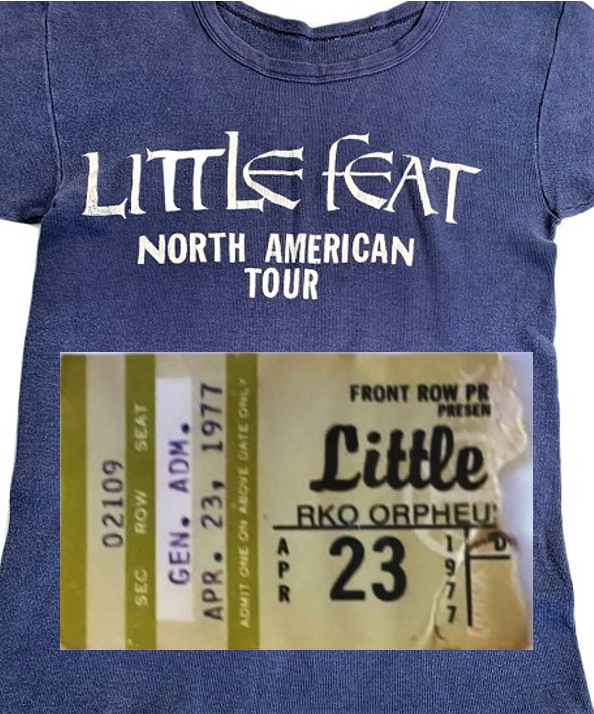 LITTLE FEAT
NORTH AMERICAN
TOUR
02109
SEC ROW SEAT
GEN. ADM.
APR. 23, 1977
ADMIT ONE ON ABOVE DATE ONLY
FRONT ROW PR
PRESEN
Little
RKO ORPHEU
APR 23 1977
D